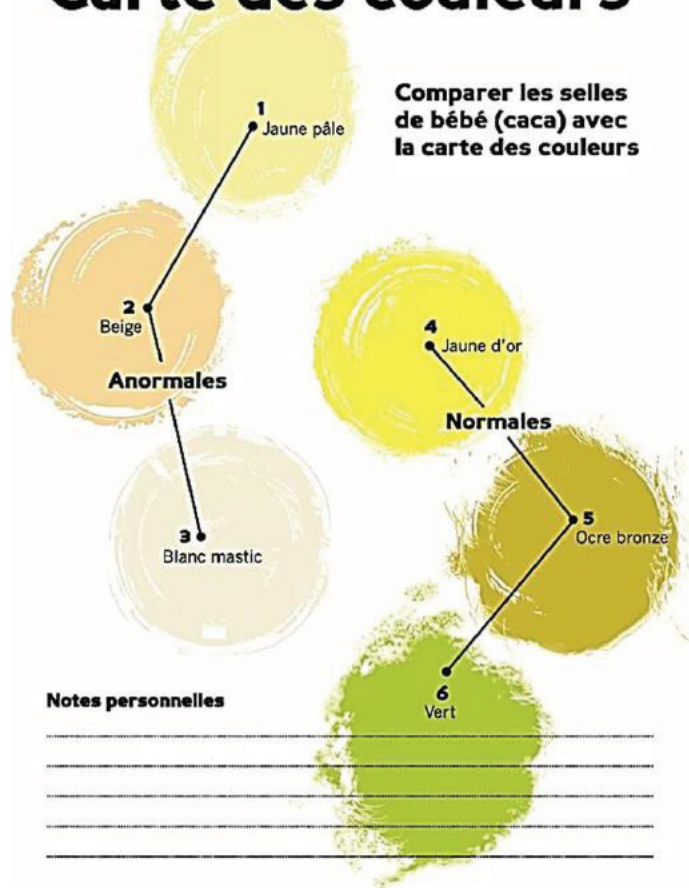 Carte des couleurs
Comparer les selles
de bébé (caca) avec
la carte des couleurs
1
Jaune pâle
2
Beige
Anormales
3
Blanc mastic
4
Jaune d'or
Normales
5
Ocre bronze
6
Vert
Notes personnelles